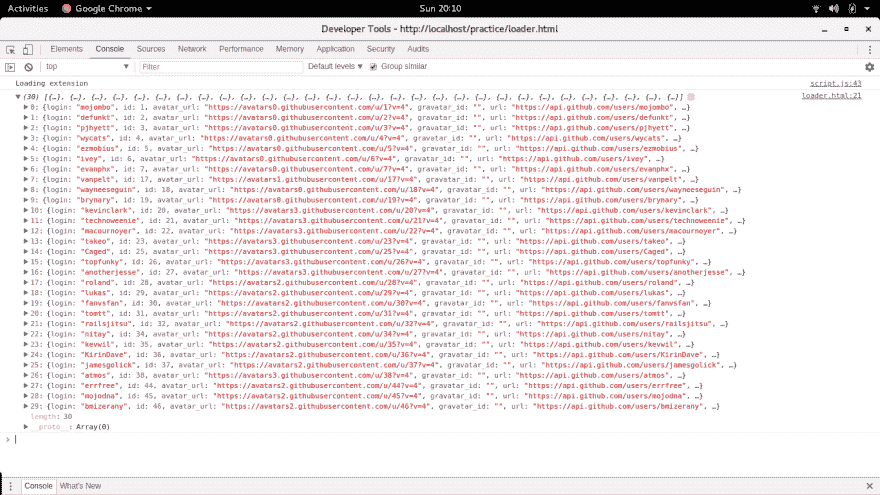 Activities Google Chrome Sun 20:10
Developer Tools - http://localhost/practice/loader.html
Elements Console Sources Network Performance Memory Application Security Audits
top Filter Default levels Group similar
Loading extension script.js:43
(30) [{…}, {…}, {…}, {…}, {…}, {…}, {…}, {…}, {…}, {…}, {…}, {…}, {…}, {…}, {…}, {…}, {…}, {…}, {…}, {…}, {…}, {…}, {…}, {…}, {…}, {…}, {…}, {…}, {…}, {…}] loader.html:21
0: {login: "mojombo", id: 1, avatar_url: "https://avatars0.githubusercontent.com/u/1?v=4", gravatar_id: "", url: "https://api.github.com/users/mojombo", …}
1: {login: "defunkt", id: 2, avatar_url: "https://avatars0.githubusercontent.com/u/2?v=4", gravatar_id: "", url: "https://api.github.com/users/defunkt", …}
2: {login: "pjhyett", id: 3, avatar_url: "https://avatars0.githubusercontent.com/u/3?v=4", gravatar_id: "", url: "https://api.github.com/users/pjhyett", …}
3: {login: "wycats", id: 4, avatar_url: "https://avatars0.githubusercontent.com/u/4?v=4", gravatar_id: "", url: "https://api.github.com/users/wycats", …}
4: {login: "ezmobius", id: 5, avatar_url: "https://avatars0.githubusercontent.com/u/5?v=4", gravatar_id: "", url: "https://api.github.com/users/ezmobius", …}
5: {login: "ivey", id: 6, avatar_url: "https://avatars0.githubusercontent.com/u/6?v=4", gravatar_id: "", url: "https://api.github.com/users/ivey", …}
6: {login: "evanphx", id: 7, avatar_url: "https://avatars0.githubusercontent.com/u/7?v=4", gravatar_id: "", url: "https://api.github.com/users/evanphx", …}
7: {login: "vanpelt", id: 17, avatar_url: "https://avatars1.githubusercontent.com/u/17?v=4", gravatar_id: "", url: "https://api.github.com/users/vanpelt", …}
8: {login: "wayneeseguin", id: 18, avatar_url: "https://avatars0.githubusercontent.com/u/18?v=4", gravatar_id: "", url: "https://api.github.com/users/wayneeseguin", …}
9: {login: "brynary", id: 19, avatar_url: "https://avatars0.githubusercontent.com/u/19?v=4", gravatar_id: "", url: "https://api.github.com/users/brynary", …}
10: {login: "kevinclark", id: 20, avatar_url: "https://avatars3.githubusercontent.com/u/20?v=4", gravatar_id: "", url: "https://api.github.com/users/kevinclark", …}
11: {login: "technoweenie", id: 21, avatar_url: "https://avatars3.githubusercontent.com/u/21?v=4", gravatar_id: "", url: "https://api.github.com/users/technoweenie", …}
12: {login: "macournoyer", id: 22, avatar_url: "https://avatars3.githubusercontent.com/u/22?v=4", gravatar_id: "", url: "https://api.github.com/users/macournoyer", …}
13: {login: "takeo", id: 23, avatar_url: "https://avatars3.githubusercontent.com/u/23?v=4", gravatar_id: "", url: "https://api.github.com/users/takeo", …}
14: {login: "Caged", id: 25, avatar_url: "https://avatars3.githubusercontent.com/u/25?v=4", gravatar_id: "", url: "https://api.github.com/users/Caged", …}
15: {login: "topfunky", id: 26, avatar_url: "https://avatars3.githubusercontent.com/u/26?v=4", gravatar_id: "", url: "https://api.github.com/users/topfunky", …}
16: {login: "anotherjesse", id: 27, avatar_url: "https://avatars3.githubusercontent.com/u/27?v=4", gravatar_id: "", url: "https://api.github.com/users/anotherjesse", …}
17: {login: "roland", id: 28, avatar_url: "https://avatars2.githubusercontent.com/u/28?v=4", gravatar_id: "", url: "https://api.github.com/users/roland", …}
18: {login: "lukas", id: 29, avatar_url: "https://avatars2.githubusercontent.com/u/29?v=4", gravatar_id: "", url: "https://api.github.com/users/lukas", …}
19: {login: "fanvsfan", id: 30, avatar_url: "https://avatars2.githubusercontent.com/u/30?v=4", gravatar_id: "", url: "https://api.github.com/users/fanvsfan", …}
20: {login: "tomtt", id: 31, avatar_url: "https://avatars2.githubusercontent.com/u/31?v=4", gravatar_id: "", url: "https://api.github.com/users/tomtt", …}
21: {login: "railsjitsu", id: 32, avatar_url: "https://avatars2.githubusercontent.com/u/32?v=4", gravatar_id: "", url: "https://api.github.com/users/railsjitsu", …}
22: {login: "nitay", id: 34, avatar_url: "https://avatars2.githubusercontent.com/u/34?v=4", gravatar_id: "", url: "https://api.github.com/users/nitay", …}
23: {login: "kevwil", id: 35, avatar_url: "https://avatars2.githubusercontent.com/u/35?v=4", gravatar_id: "", url: "https://api.github.com/users/kevwil", …}
24: {login: "KirinDave", id: 36, avatar_url: "https://avatars2.githubusercontent.com/u/36?v=4", gravatar_id: "", url: "https://api.github.com/users/KirinDave", …}
25: {login: "jamesgolick", id: 37, avatar_url: "https://avatars2.githubusercontent.com/u/37?v=4", gravatar_id: "", url: "https://api.github.com/users/jamesgolick", …}
26: {login: "atmos", id: 38, avatar_url: "https://avatars3.githubusercontent.com/u/38?v=4", gravatar_id: "", url: "https://api.github.com/users/atmos", …}
27: {login: "errfree", id: 44, avatar_url: "https://avatars2.githubusercontent.com/u/44?v=4", gravatar_id: "", url: "https://api.github.com/users/errfree", …}
28: {login: "mojodna", id: 45, avatar_url: "https://avatars2.githubusercontent.com/u/45?v=4", gravatar_id: "", url: "https://api.github.com/users/mojodna", …}
29: {login: "bmizerany", id: 46, avatar_url: "https://avatars2.githubusercontent.com/u/46?v=4", gravatar_id: "", url: "https://api.github.com/users/bmizerany", …}
length: 30
__proto__: Array(0)
Console What's New